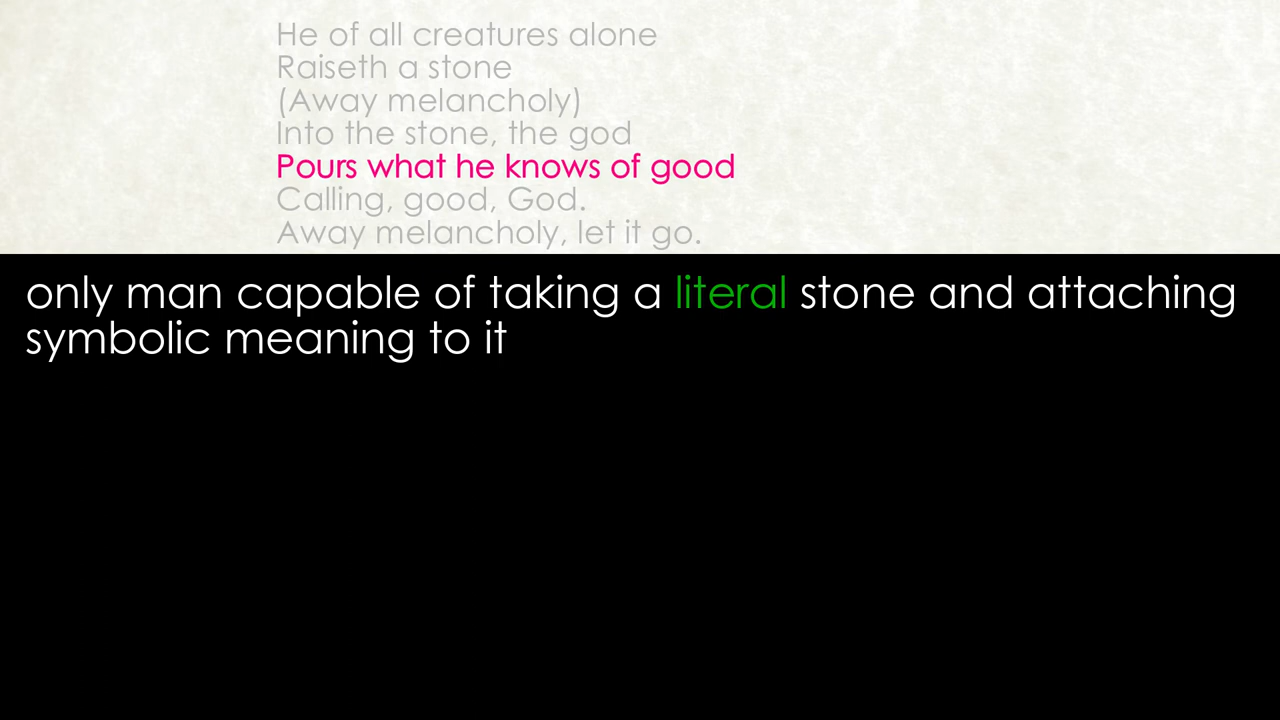 He of all creatures alone
Raiseth a stone
(Away melancholy)
Into the stone, the god
Pours what he knows of good
Calling, good, God.
Away melancholy, let it go.
only man capable of taking a literal stone and attaching
symbolic meaning to it